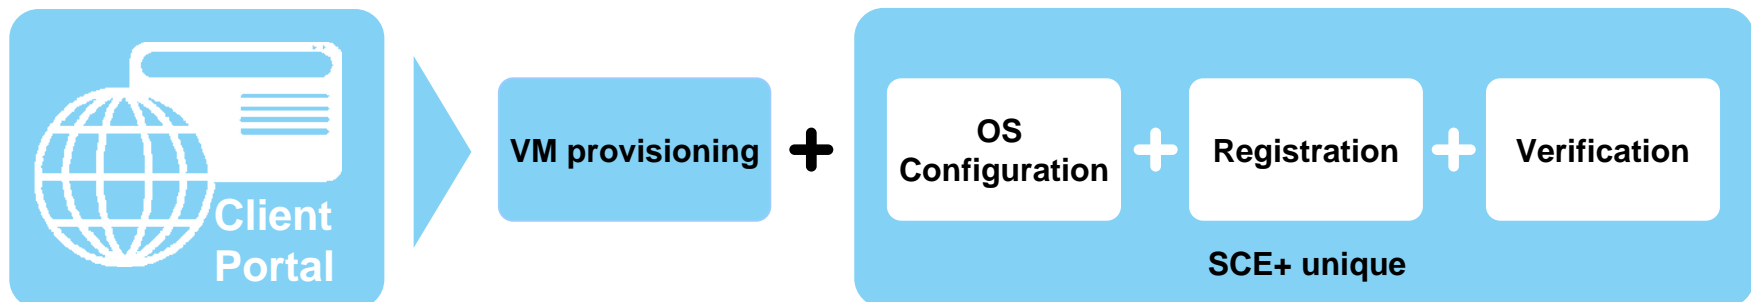 Client
Portal
VM provisioning
OS
Configuration
Registration
Verification
SCE+ unique